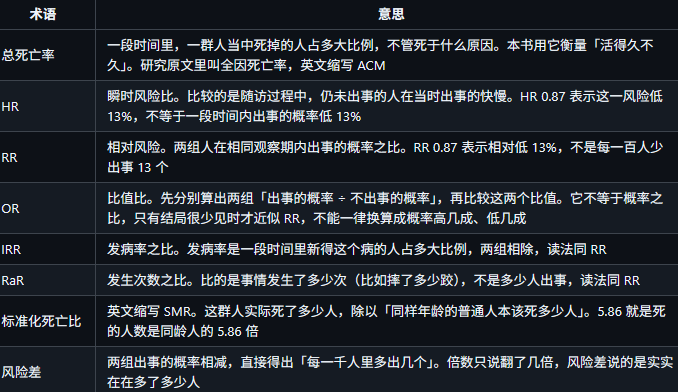 术语 意思
总死亡率 一段时间里，一群人当中死掉的人占多大比例，不管死于什么原因。本书用它衡量「活得久不
久」。研究原文里叫全因死亡率，英文缩写 ACM
HR 瞬时风险比。比较的是随访过程中，仍未出事的人在当时出事的快慢。HR 0.87 表示这一风险低
13%，不等于一段时间内出事的概率低 13%
RR 相对风险。两组人在相同观察期内出事的概率之比。RR 0.87 表示相对低 13%，不是每一百人少
出事 13 个
OR 比值比。先分别算出两组「出事的概率 ÷ 不出事的概率」，再比较这两个比值。它不等于概率之
比，只有结局很少见时才近似 RR，不能一律换算成概率高几成、低几成
IRR 发病率之比。发病率是一段时间里新得这个病的人占多大比例，两组相除，读法同 RR
RaR 发生次数之比。比的是事情发生了多少次（比如摔了多少跤），不是多少人出事，读法同 RR
标准化死亡比 英文缩写 SMR。这群人实际死了多少人，除以「同样年龄的普通人本该死多少人」。5.86 就是死
的人数是同龄人的 5.86 倍
风险差 两组出事的概率相减，直接得出「每一千人里多出几个」。倍数只说翻了几倍，风险差说的是实实
在在多了多少人